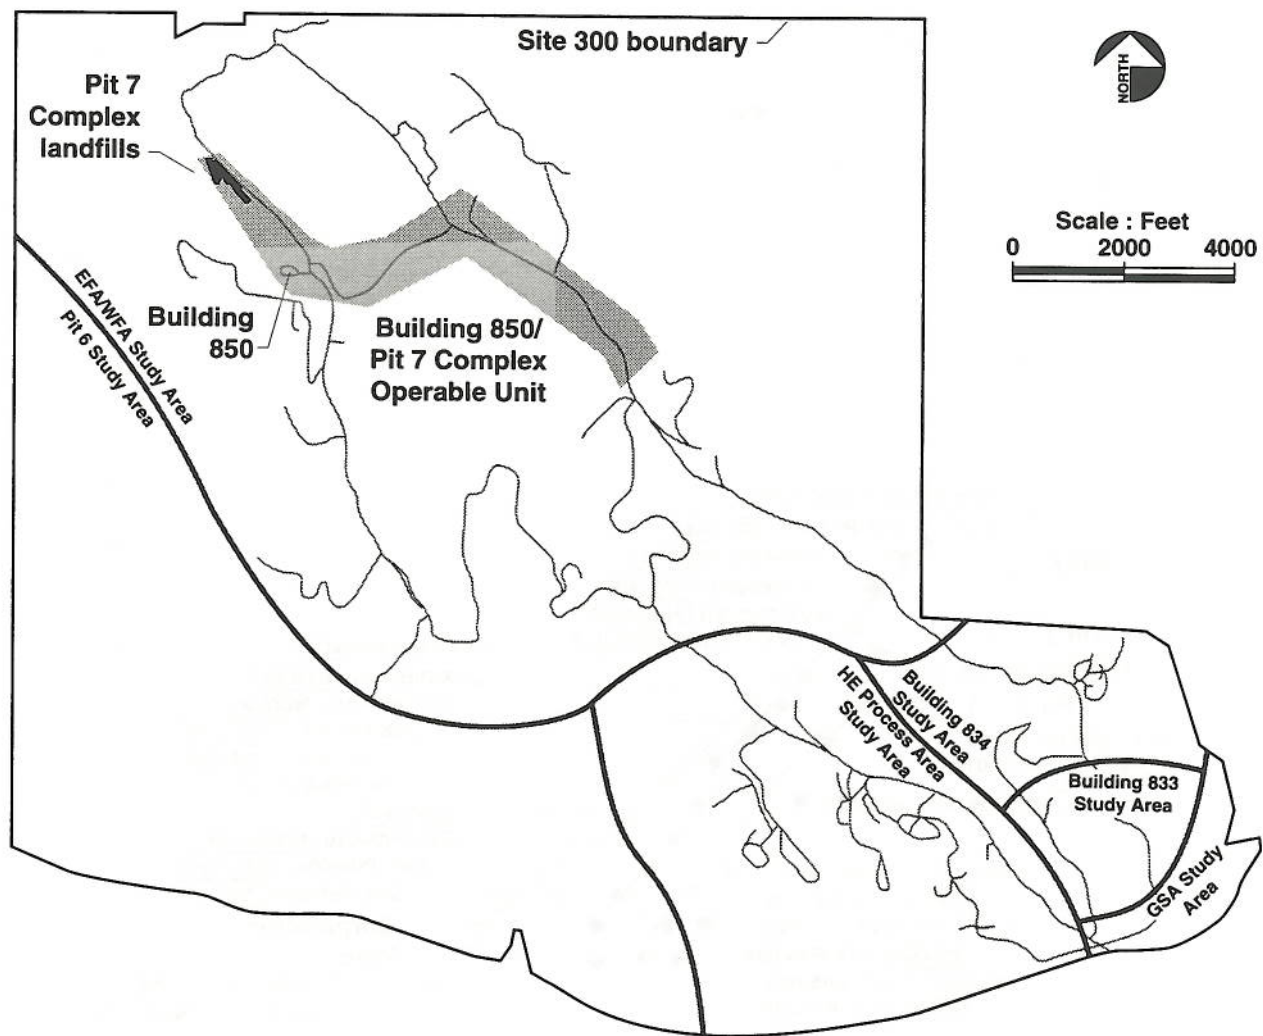 Site 300 boundary
NORTH
Pit 7
Complex
landfills
Scale : Feet
0 2000 4000
EFA/WFA Study Area
Pit 6 Study Area
Building
850
Building 850/
Pit 7 Complex
Operable Unit
Building 834
Study Area
HE Process Area
Study Area
Building 833
Study Area
GSA Study
Area